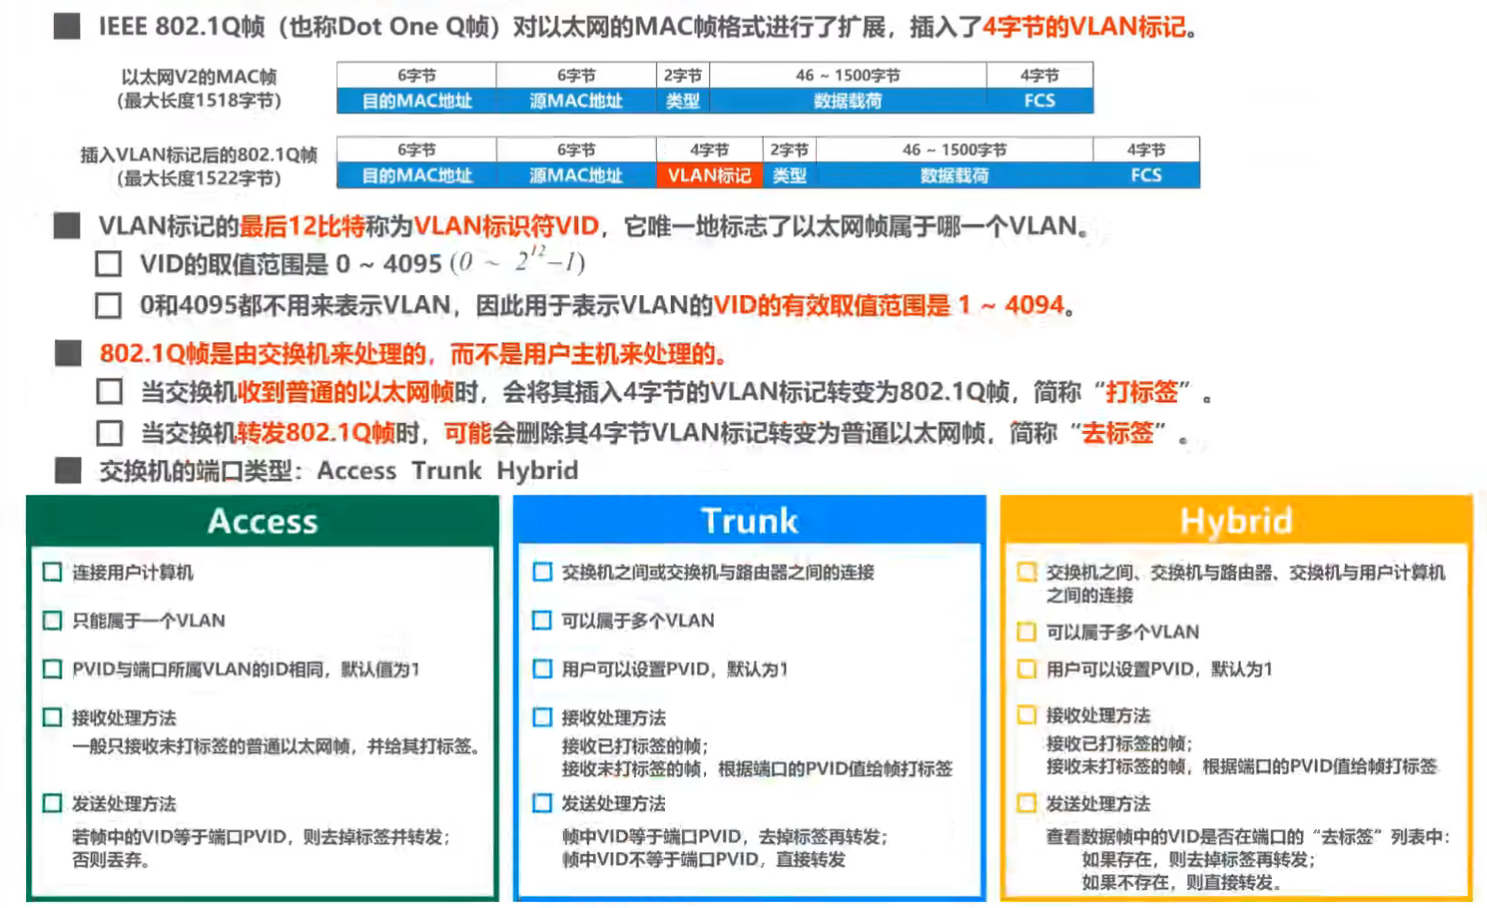 IEEE 802.1Q帧（也称Dot One Q帧）对以太网的MAC帧格式进行了扩展，插入了4字节的VLAN标记。
以太网V2的MAC帧
(最大长度1518字节)
6字节 6字节 2字节 46 ~ 1500字节 4字节
目的MAC地址 源MAC地址 类型 数据载荷 FCS
插入VLAN标记后的802.1Q帧
(最大长度1522字节)
6字节 6字节 4字节 2字节 46 ~ 1500字节 4字节
目的MAC地址 源MAC地址 VLAN标记 类型 数据载荷 FCS
VLAN标记的最后12比特称为VLAN标识符VID，它唯一地标志了以太网帧属于哪一个VLAN。
VID的取值范围是 0 ~ 4095 (0 ~ 2^12-1)
0和4095都不用来表示VLAN，因此用于表示VLAN的VID的有效取值范围是 1 ~ 4094。
802.1Q帧是由交换机来处理的，而不是用户主机来处理的。
当交换机收到普通的以太网帧时，会将其插入4字节的VLAN标记转变为802.1Q帧，简称“打标签”。
当交换机转发802.1Q帧时，可能会删除其4字节VLAN标记转变为普通以太网帧，简称“去标签”。
交换机的端口类型：Access Trunk Hybrid
Access
连接用户计算机
只能属于一个VLAN
PVID与端口所属VLAN的ID相同，默认值为1
接收处理方法
一般只接收未打标签的普通以太网帧，并给其打标签。
发送处理方法
若帧中的VID等于端口PVID，则去掉标签并转发；
否则丢弃。
Trunk
交换机之间或交换机与路由器之间的连接
可以属于多个VLAN
用户可以设置PVID，默认为1
接收处理方法
接收已打标签的帧；
接收未打标签的帧，根据端口的PVID值给帧打标签
发送处理方法
帧中VID等于端口PVID，去掉标签再转发；
帧中VID不等于端口PVID，直接转发
Hybrid
交换机之间、交换机与路由器、交换机与用户计算机
之间的连接
可以属于多个VLAN
用户可以设置PVID，默认为1
接收处理方法
接收已打标签的帧；
接收未打标签的帧，根据端口的PVID值给帧打标签
发送处理方法
查看数据帧中的VID是否在端口的“去标签”列表中：
如果存在，则去掉标签再转发；
如果不存在，则直接转发。